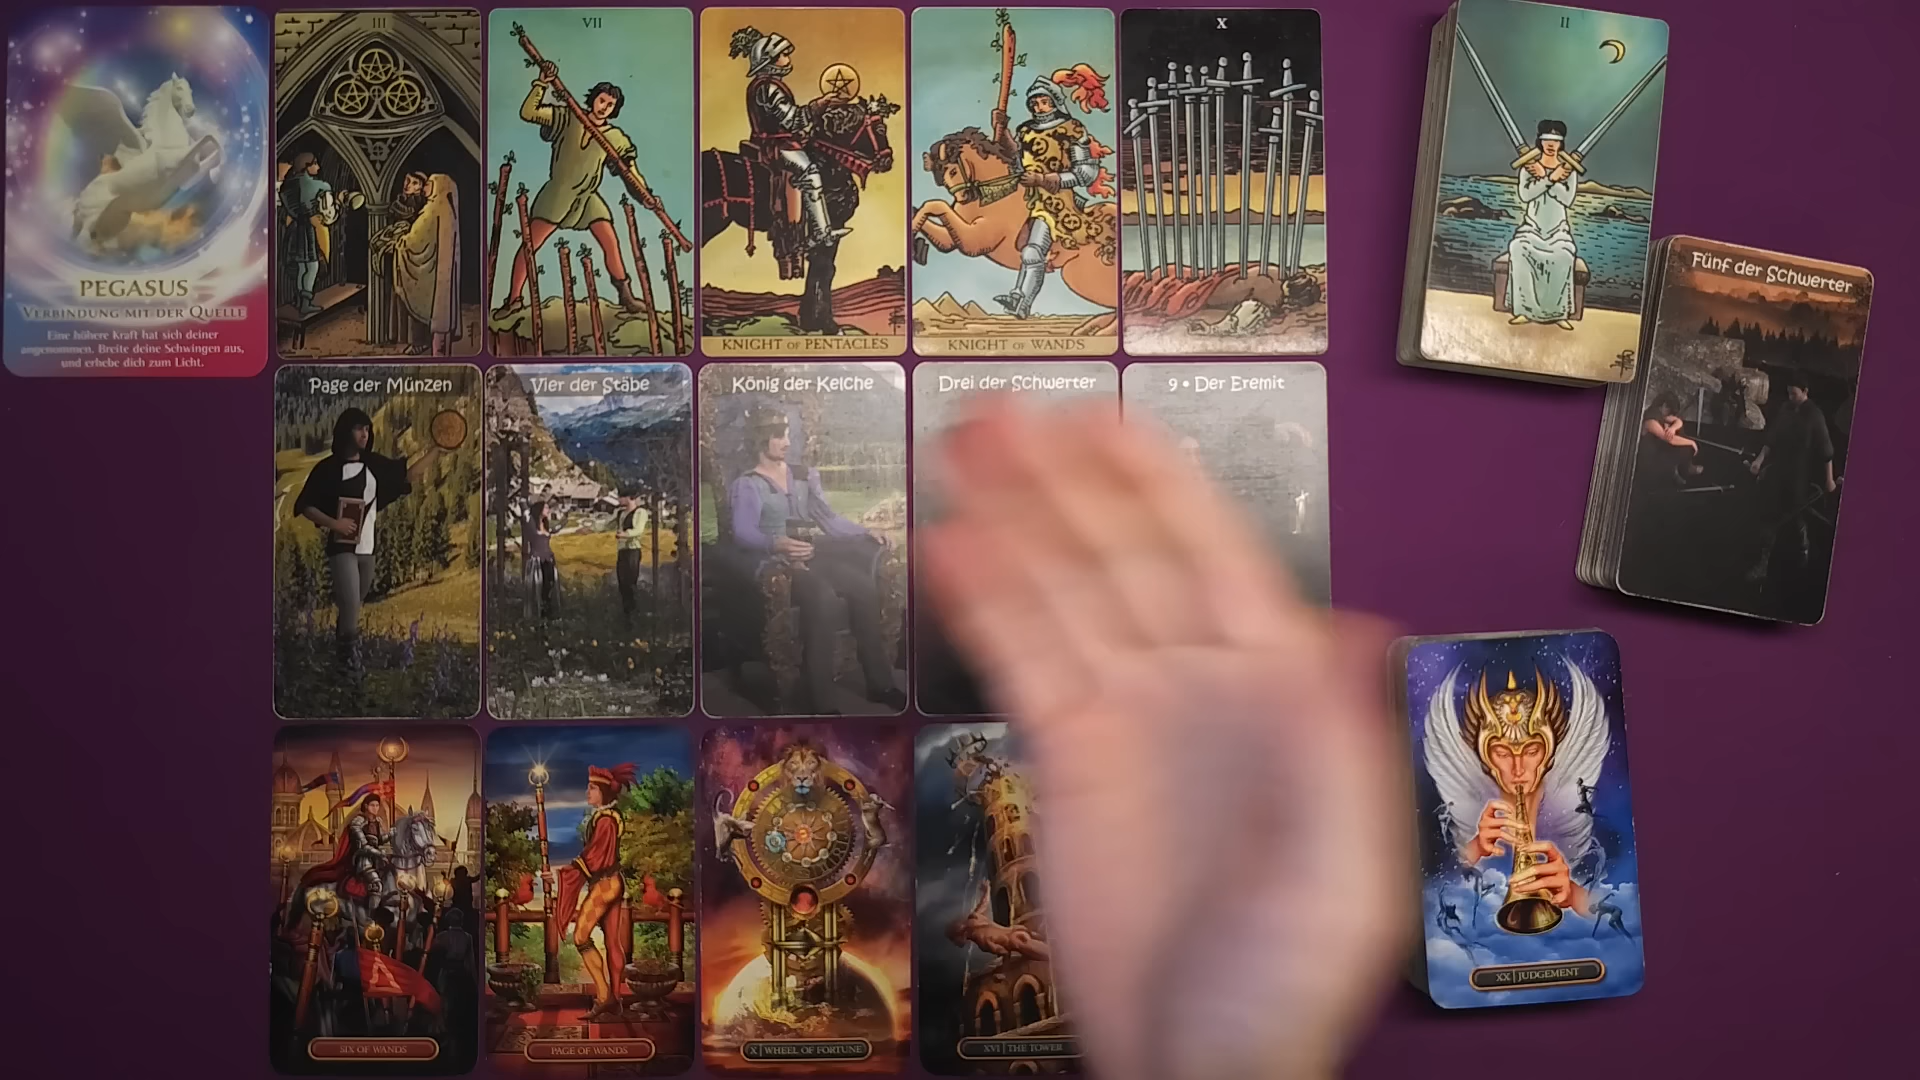 PEGASUS
VERBINDUNG MIT DER QUELLE
Eine höhere Kraft hat sich deiner
angenommen. Breite deine Schwingen aus,
und erhebe dich zum Licht.
III
VII
KNIGHT OF PENTACLES
KNIGHT OF WANDS
X
II
Fünf der Schwerter
Page der Münzen
Vier der Stäbe
König der Kelche
Drei der Schwerter
9 • Der Eremit
SIX OF WANDS
PAGE OF WANDS
X | WHEEL OF FORTUNE
XVI | THE TOWER
XX | JUDGEMENT